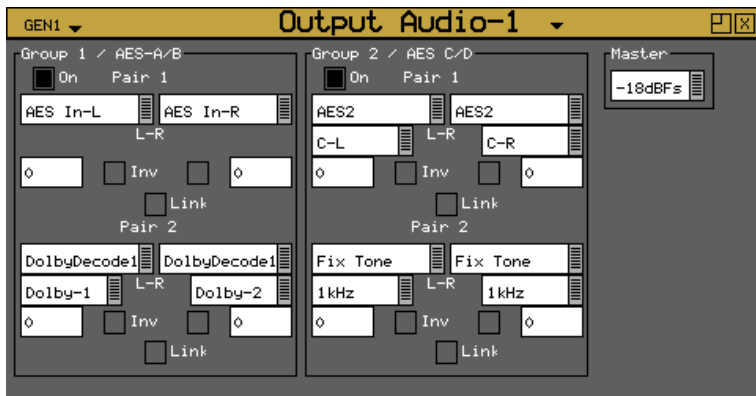 GEN1 Output Audio-1
Group 1 / AES-A/B
On Pair 1
AES In-L AES In-R
L-R
0 Inv 0
Link
Pair 2
DolbyDecode1 DolbyDecode1
Dolby-1 L-R Dolby-2
0 Inv 0
Link
Group 2 / AES C/D
On Pair 1
AES2 AES2
C-L L-R C-R
0 Inv 0
Link
Pair 2
Fix Tone Fix Tone
1kHz L-R 1kHz
0 Inv 0
Link
Master
-18dBFs